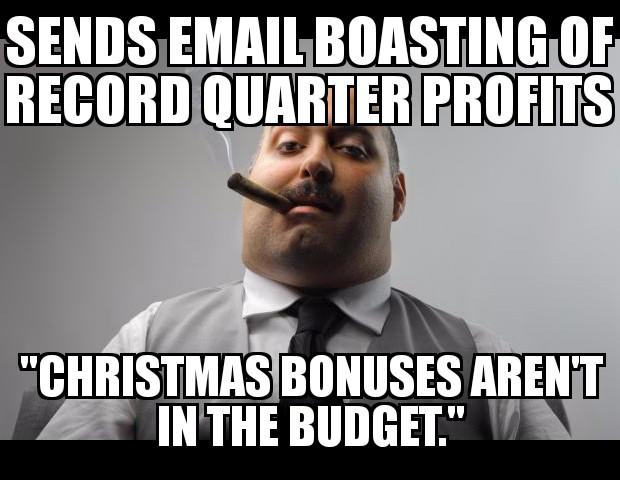 SENDS EMAIL BOASTING OF
RECORD QUARTER PROFITS
"CHRISTMAS BONUSES AREN'T
IN THE BUDGET."